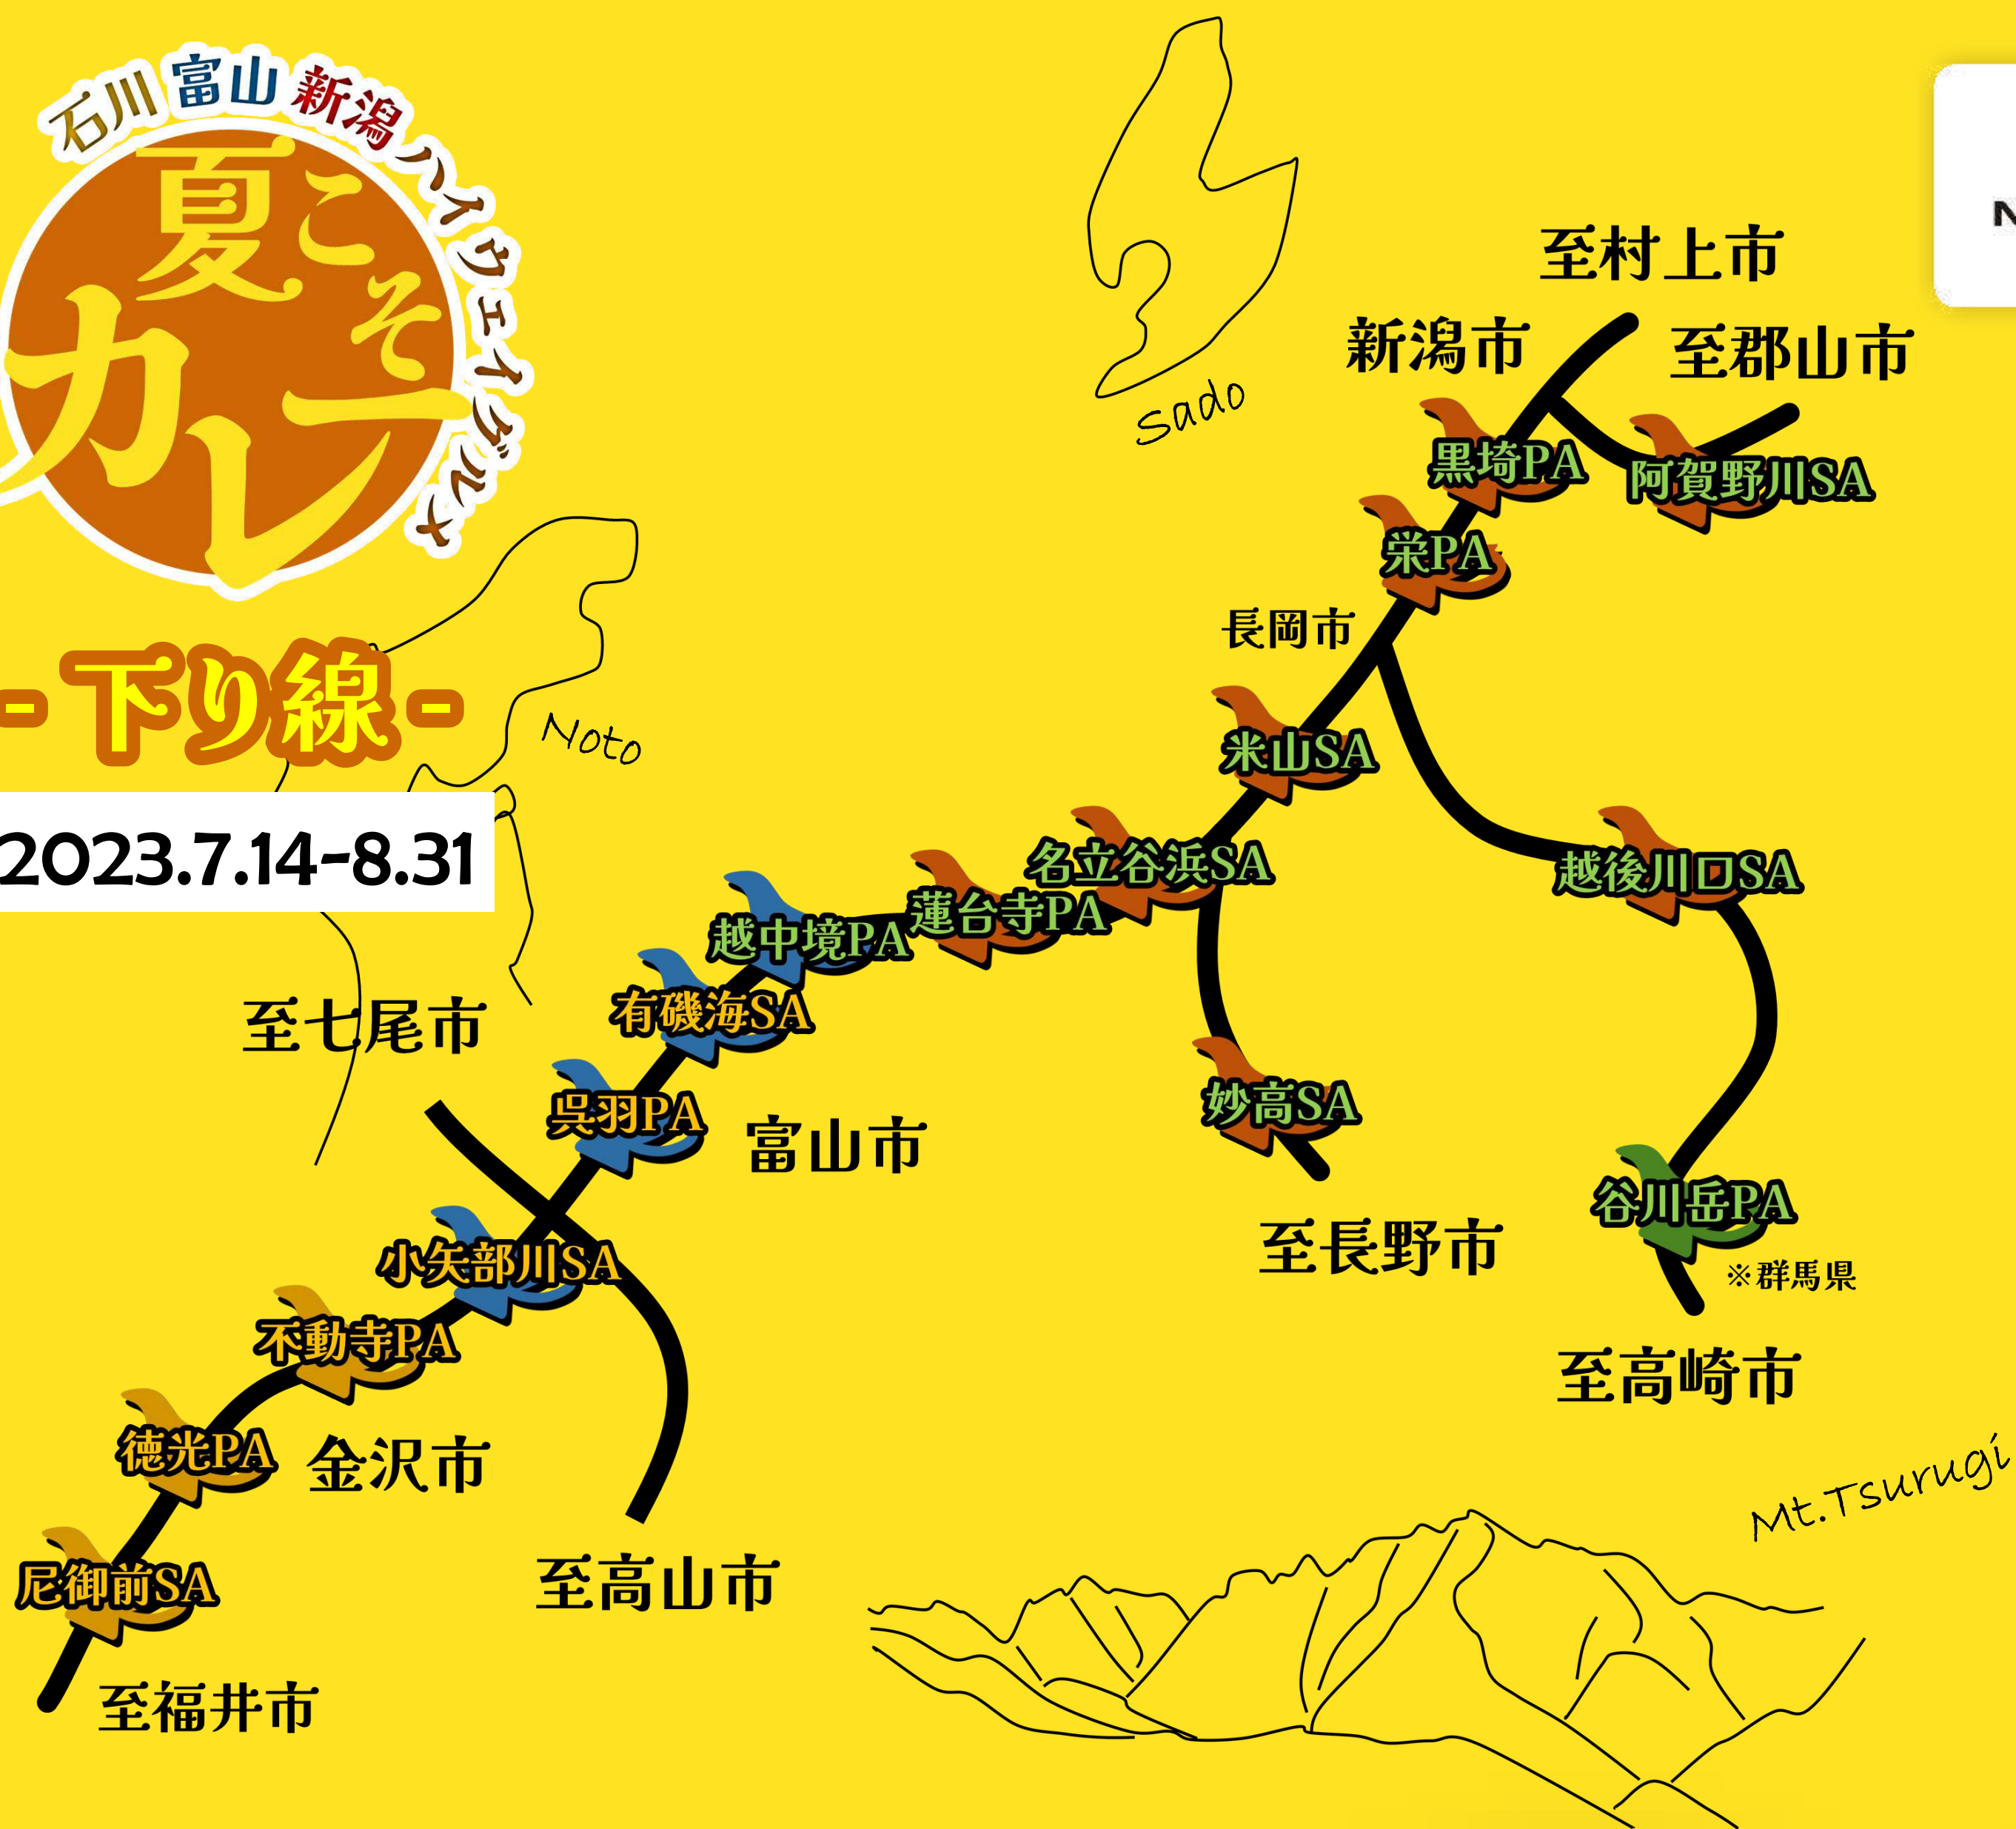 石川 富山 新潟 ハイウェイグルメ
夏こそ
カレー
- 下り線 -
2023.7.14-8.31
Sado
Noto
至村上市
新潟市
至郡山市
黒埼PA
阿賀野川SA
栄PA
長岡市
米山SA
名立谷浜SA
越後川口SA
蓮台寺PA
越中境PA
有磯海SA
至七尾市
呉羽PA
富山市
妙高SA
谷川岳PA
※群馬県
至長野市
小矢部川SA
不動寺PA
至高崎市
徳光PA
金沢市
Mt.Tsurugi
尼御前SA
至高山市
至福井市